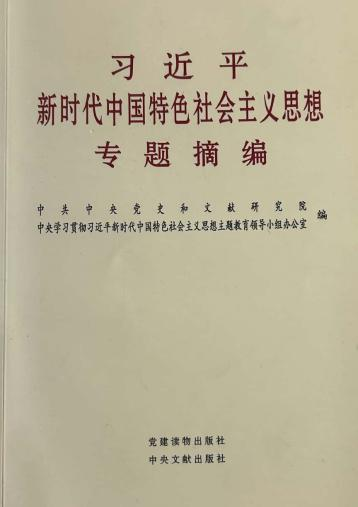 习近平
新时代中国特色社会主义思想
专题摘编
中共中央党史和文献研究院
中央学习贯彻习近平新时代中国特色社会主义思想主题教育领导小组办公室
编
党建读物出版社
中央文献出版社